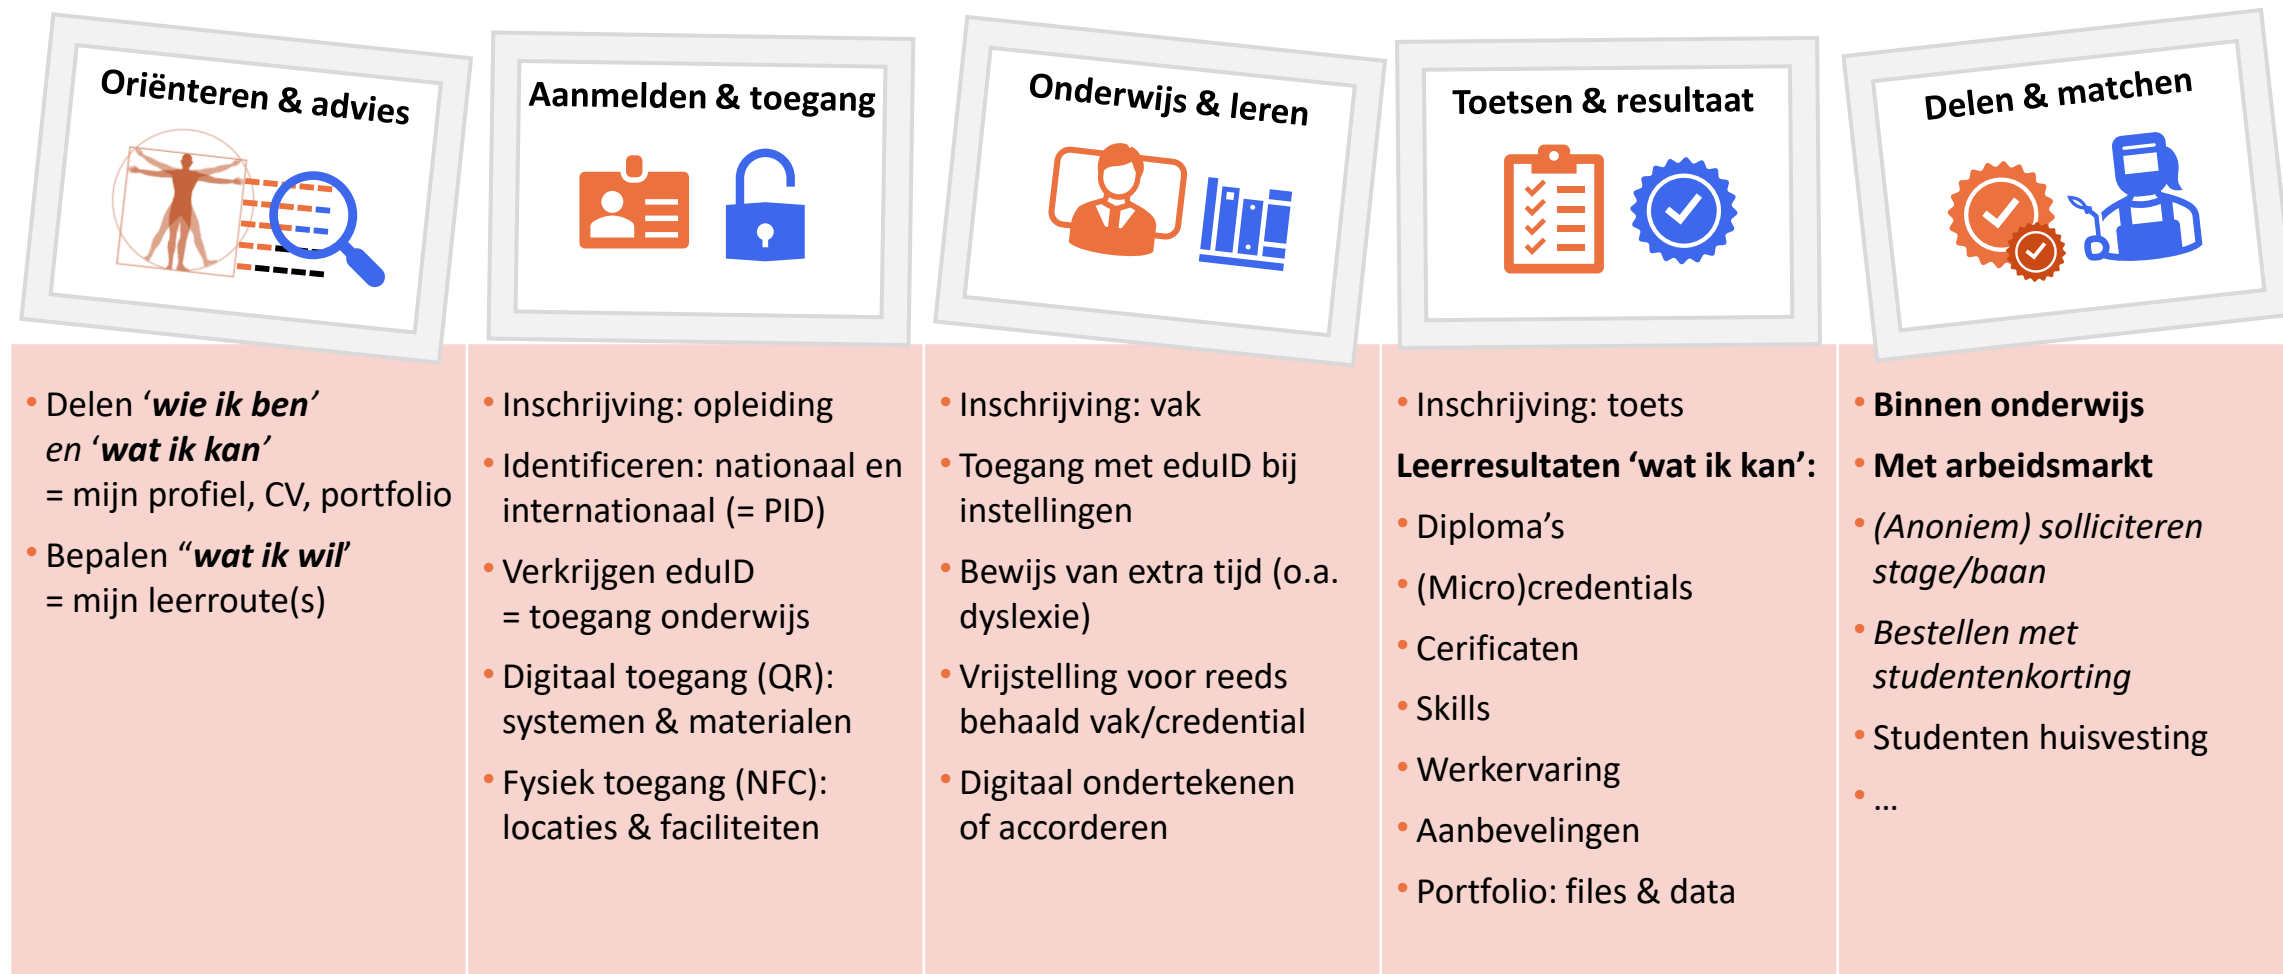 Oriënteren & advies
• Delen ‘wie ik ben’
en ‘wat ik kan’
= mijn profiel, CV, portfolio
• Bepalen “wat ik wil’
= mijn leerroute(s)
Aanmelden & toegang
• Inschrijving: opleiding
• Identificeren: nationaal en
internationaal (= PID)
• Verkrijgen eduID
= toegang onderwijs
• Digitaal toegang (QR):
systemen & materialen
• Fysiek toegang (NFC):
locaties & faciliteiten
Onderwijs & leren
• Inschrijving: vak
• Toegang met eduID bij
instellingen
• Bewijs van extra tijd (o.a.
dyslexie)
• Vrijstelling voor reeds
behaald vak/credential
• Digitaal ondertekenen
of accorderen
Toetsen & resultaat
• Inschrijving: toets
Leerresultaten ‘wat ik kan’:
• Diploma’s
• (Micro)credentials
• Cerificaten
• Skills
• Werkervaring
• Aanbevelingen
• Portfolio: files & data
Delen & matchen
• Binnen onderwijs
• Met arbeidsmarkt
• (Anoniem) solliciteren
stage/baan
• Bestellen met
studentenkorting
• Studenten huisvesting
• …